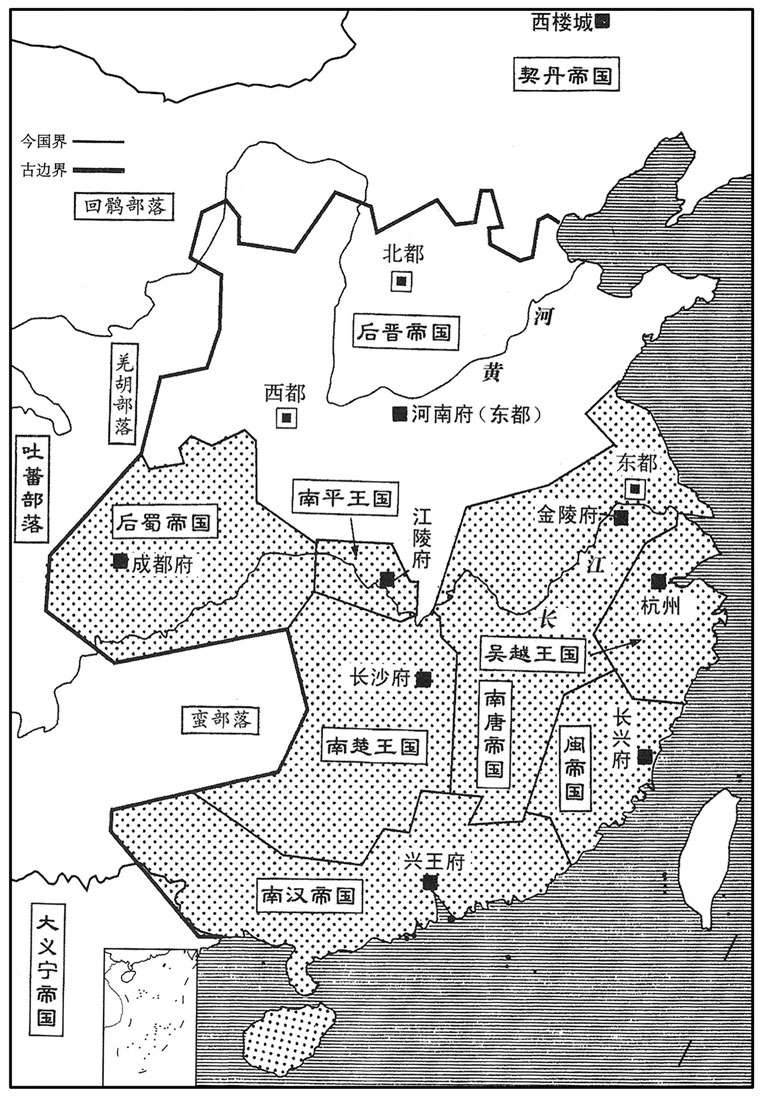 西楼城
契丹帝国
今国界
古边界
回鹘部落
北都
后晋帝国
河
黄
羌胡部落
西都
河南府（东都）
吐蕃部落
东都
南平王国
后蜀帝国
江陵府
金陵府
成都府
江
杭州
长
吴越王国
长沙府
蛮部落
南唐帝国
南楚王国
长兴府
闽帝国
兴王府
南汉帝国
大义宁帝国